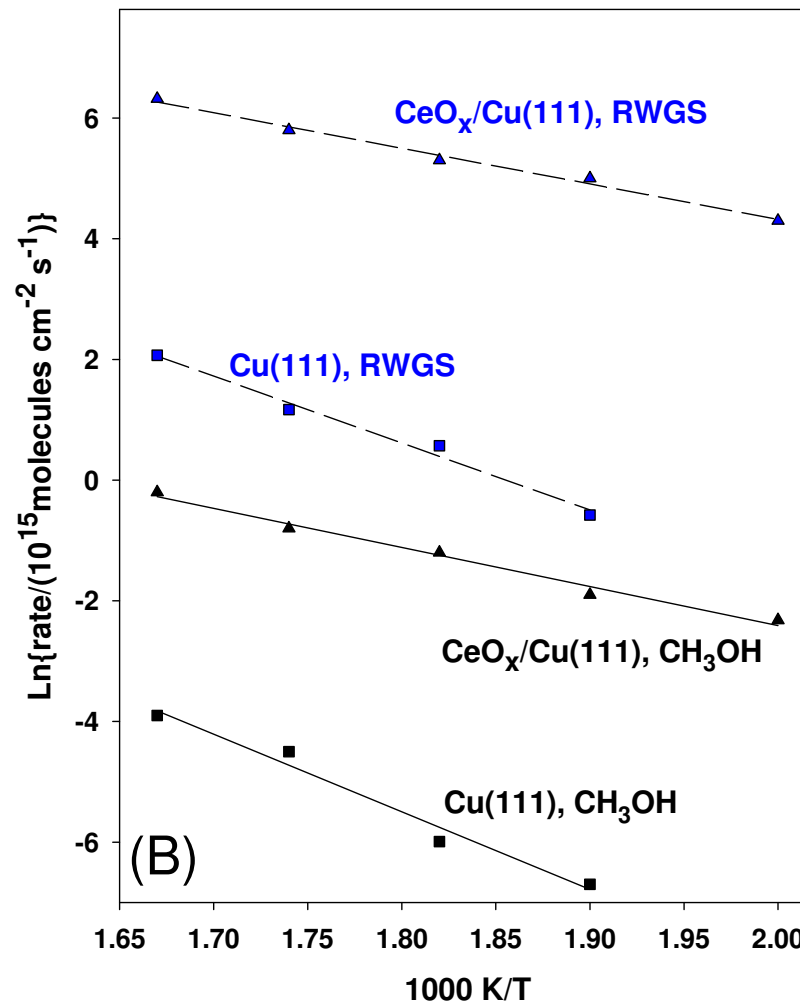 6
4
2
0
-2
-4
-6
Ln{rate/(10¹⁵molecules cm⁻² s⁻¹)}
CeOₓ/Cu(111), RWGS
Cu(111), RWGS
CeOₓ/Cu(111), CH₃OH
Cu(111), CH₃OH
(B)
1.65 1.70 1.75 1.80 1.85 1.90 1.95 2.00
1000 K/T